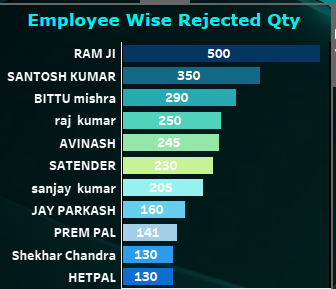 Employee Wise Rejected Qty
RAM JI 500
SANTOSH KUMAR 350
BITTU mishra 290
raj kumar 250
AVINASH 245
SATENDER 230
sanjay kumar 205
JAY PARKASH 160
PREM PAL 141
Shekhar Chandra 130
HETPAL 130